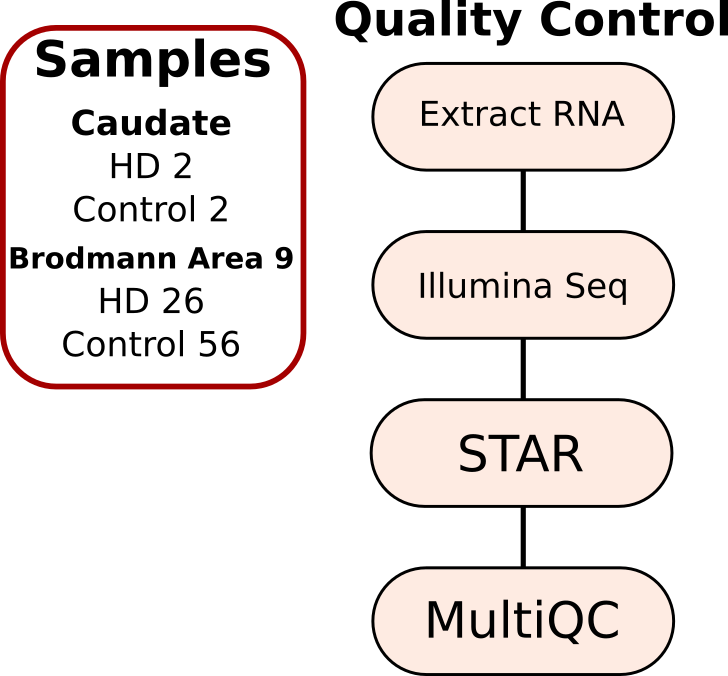 Samples
Caudate
HD 2
Control 2
Brodmann Area 9
HD 26
Control 56
Quality Control
Extract RNA
Illumina Seq
STAR
MultiQC